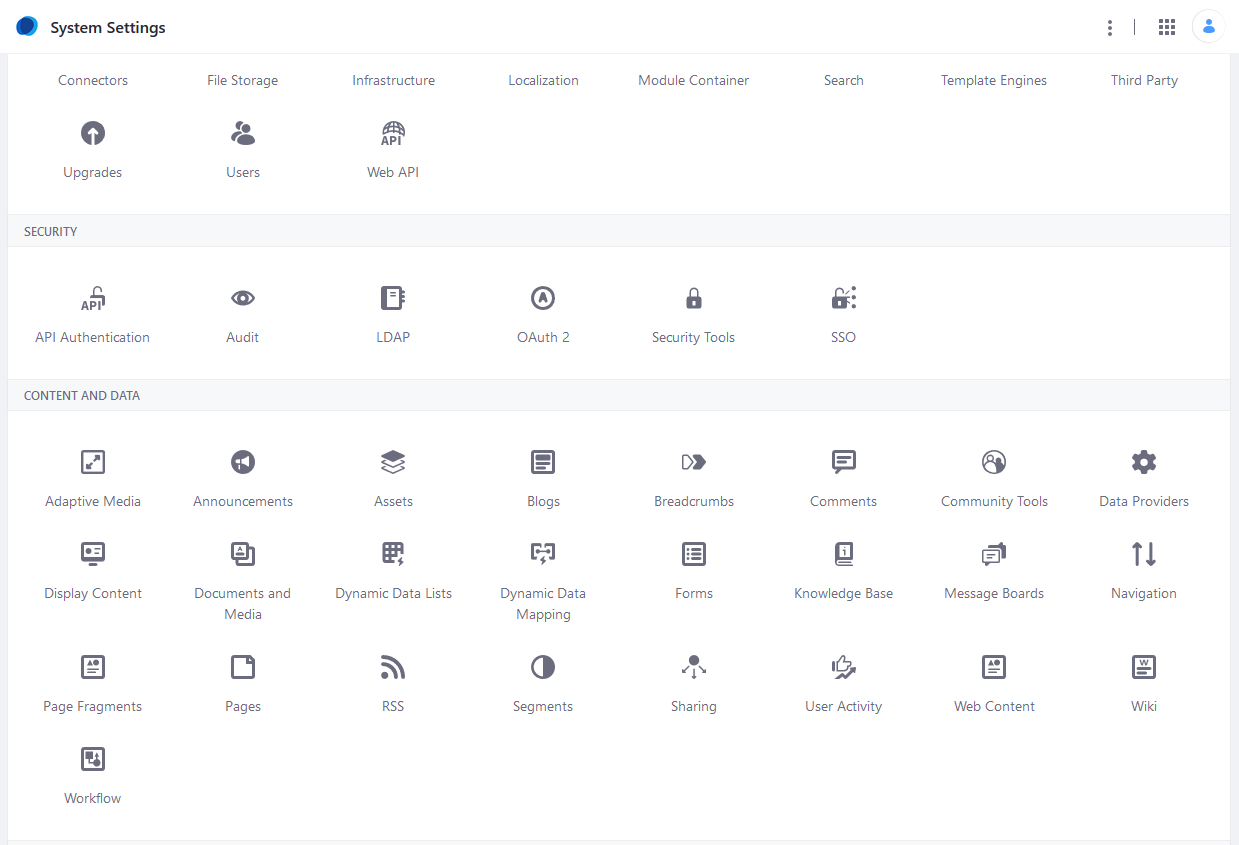 System Settings
Connectors File Storage Infrastructure Localization Module Container Search Template Engines Third Party
API
Upgrades Users Web API
SECURITY
API
API Authentication Audit LDAP OAuth 2 Security Tools SSO
CONTENT AND DATA
Adaptive Media Announcements Assets Blogs Breadcrumbs Comments Community Tools Data Providers
Display Content Documents and Dynamic Data Lists Dynamic Data Forms Knowledge Base Message Boards Navigation
Media Mapping
W
Page Fragments Pages RSS Segments Sharing User Activity Web Content Wiki
Workflow